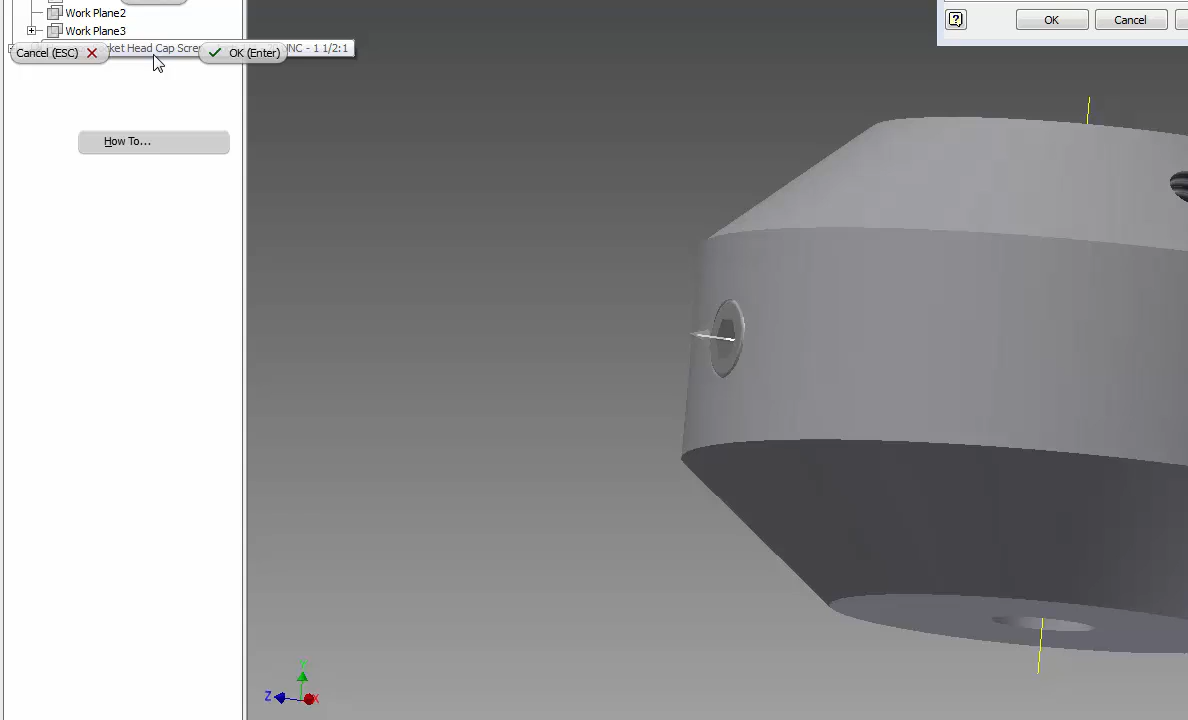 Work Plane2
Work Plane3
Cancel (ESC)
ket Head Cap Scre
OK (Enter)
NC - 1 1/2:1
How To...
OK
Cancel
Z
X